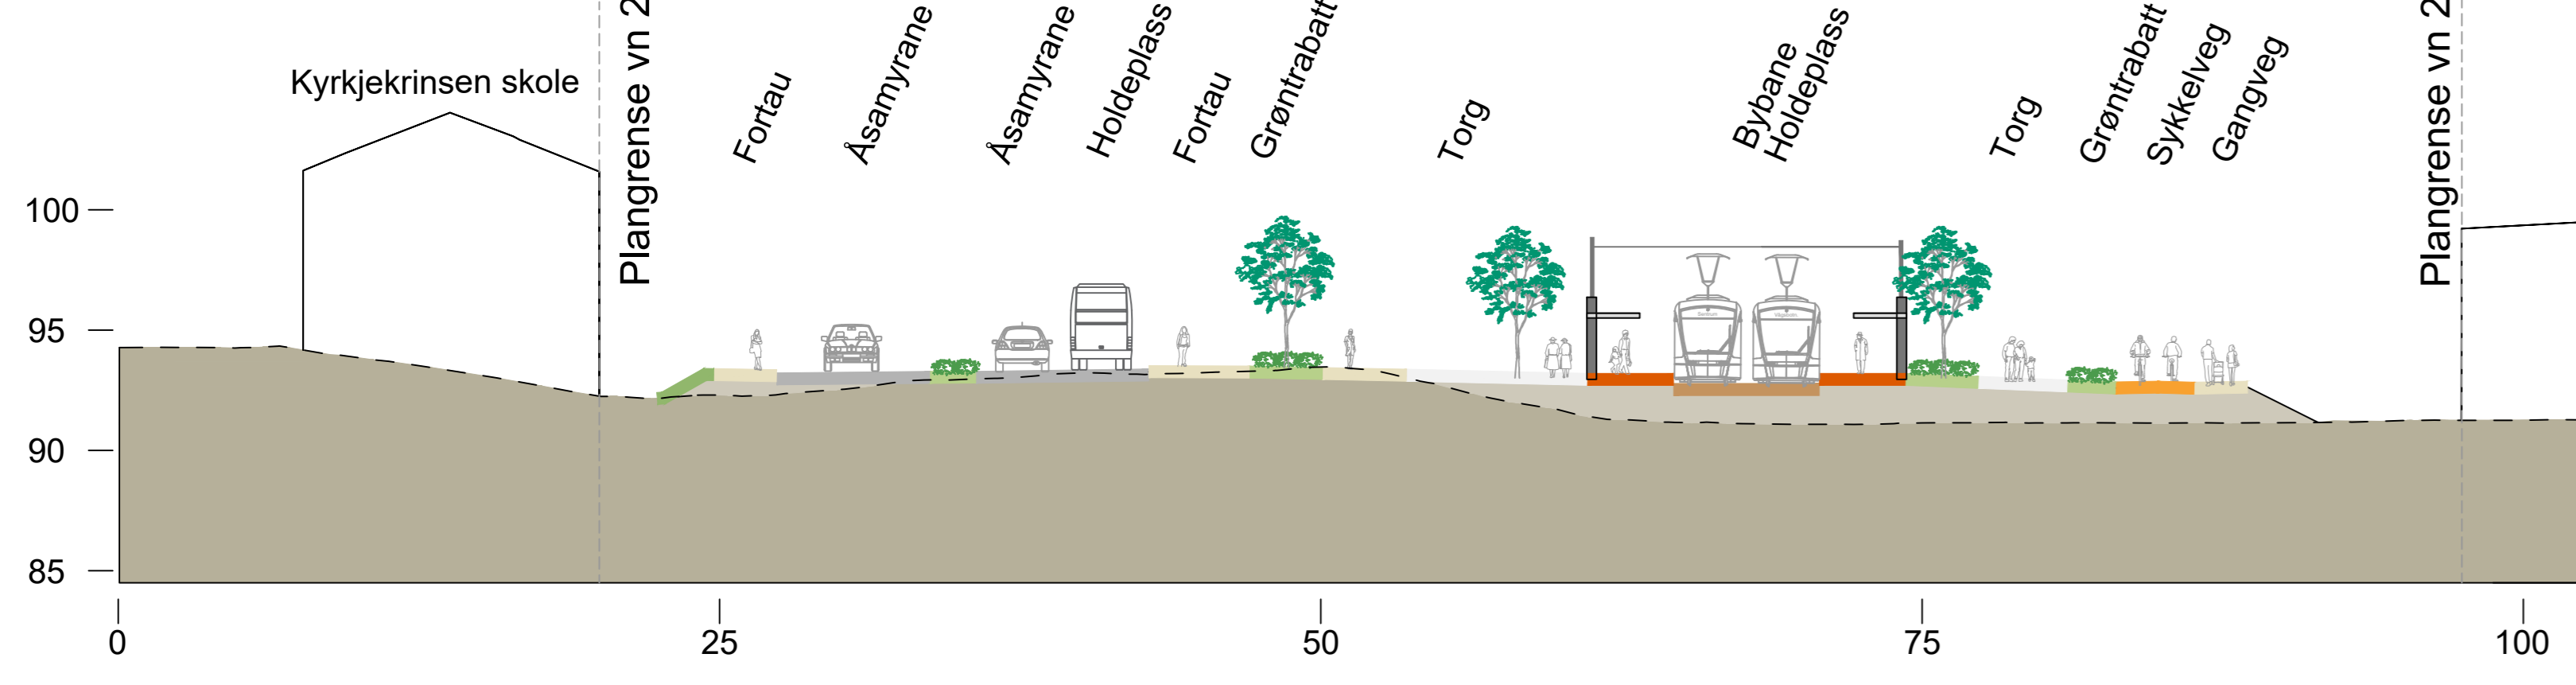 Kyrkjekrinsen skole
Plangrense vn 2
Fortau
Åsamyrane
Åsamyrane
Holdeplass
Fortau
Grøntrabatt
Torg
Bybane
Holdeplass
Torg
Grøntrabatt
Sykkelveg
Gangveg
Plangrense vn 2
100
95
90
85
0
25
50
75
100